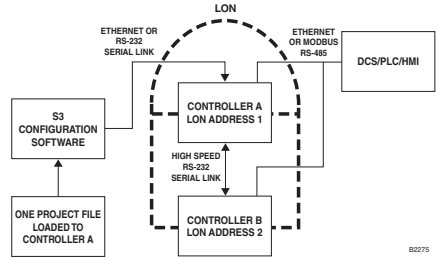 LON
ETHERNET OR
RS-232
SERIAL LINK
ETHERNET
OR MODBUS
RS-485
DCS/PLC/HMI
S3
CONFIGURATION
SOFTWARE
CONTROLLER A
LON ADDRESS 1
HIGH SPEED
RS-232
SERIAL LINK
ONE PROJECT FILE
LOADED TO
CONTROLLER A
CONTROLLER B
LON ADDRESS 2
B2275